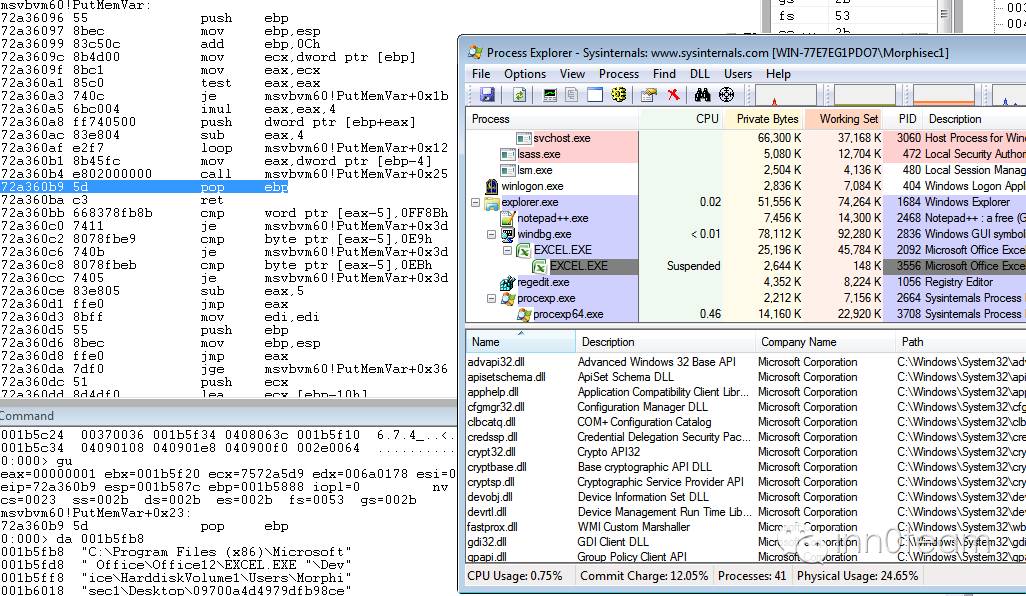 msvbvm60!PutMemVar:
72a36096 55 push ebp
72a36097 8bec mov ebp,esp
72a36099 83c50c add ebp,0Ch
72a3609c 8b4d00 mov ecx,dword ptr [ebp]
72a3609f 8bc1 mov eax,ecx
72a360a1 85c0 test eax,eax
72a360a3 740c je msvbvm60!PutMemVar+0x1b
72a360a5 6bc004 imul eax,eax,4
72a360a8 ff740500 push dword ptr [ebp+eax]
72a360ac 83e804 sub eax,4
72a360af e2f7 loop msvbvm60!PutMemVar+0x12
72a360b1 8b45fc mov eax,dword ptr [ebp-4]
72a360b4 e802000000 call msvbvm60!PutMemVar+0x25
72a360b9 5d pop ebp
72a360ba c3 ret
72a360bb 668378fb8b cmp word ptr [eax-5],0FF8Bh
72a360c0 7411 je msvbvm60!PutMemVar+0x3d
72a360c2 8078fbe9 cmp byte ptr [eax-5],0E9h
72a360c6 740b je msvbvm60!PutMemVar+0x3d
72a360c8 8078fbeb cmp byte ptr [eax-5],0EBh
72a360cc 7405 je msvbvm60!PutMemVar+0x3d
72a360ce 83e805 sub eax,5
72a360d1 ffe0 jmp eax
72a360d3 8bff mov edi,edi
72a360d5 55 push ebp
72a360d6 8bec mov ebp,esp
72a360d8 ffe0 jmp eax
72a360da 7df0 jge msvbvm60!PutMemVar+0x36
72a360dc 51 push ecx
72a360dd 8d4df0 lea ecx,[ebp-10h]
Command
001b5c24 00370036 001b5f34 0408063c 001b5f10 6.7.4_..<.
001b5c34 04090108 040901e8 040900f0 002e0064 ..........
0:000> gu
eax=00000001 ebx=001b5f20 ecx=7572a5d9 edx=006a0178 esi=0
eip=72a360b9 esp=001b587c ebp=001b5888 iopl=0 nv
cs=0023 ss=002b ds=002b es=002b fs=0053 gs=002b
msvbvm60!PutMemVar+0x23:
72a360b9 5d pop ebp
0:000> da 001b5fb8
001b5fb8 "C:\Program Files (x86)\Microsoft"
001b5fd8 " Office\Office12\EXCEL.EXE "\Dev"
001b5ff8 "ice\HarddiskVolume1\Users\Morphi"
001b6018 "sec1\Desktop\09700a4d4979dfb98ce"
gs 2b
fs 53
Process Explorer - Sysinternals: www.sysinternals.com [WIN-77E7EG1PDO7\Morphisec1]
File Options View Process Find DLL Users Help
Process CPU Private Bytes Working Set PID Description
svchost.exe 66,300 K 37,168 K 3060 Host Process for Win
lsass.exe 5,080 K 12,704 K 472 Local Security Author
lsm.exe 2,504 K 4,136 K 480 Local Session Manag
winlogon.exe 2,836 K 7,084 K 404 Windows Logon Appl
explorer.exe 0.02 51,556 K 74,264 K 1684 Windows Explorer
notepad++.exe 7,456 K 14,300 K 2468 Notepad++ : a free (G
windbg.exe < 0.01 78,112 K 92,280 K 2836 Windows GUI symbol
EXCEL.EXE 25,196 K 45,784 K 2092 Microsoft Office Exce
EXCEL.EXE Suspended 2,644 K 148 K 3556 Microsoft Office Exce
regedit.exe 4,352 K 8,224 K 1056 Registry Editor
procexp.exe 2,212 K 7,156 K 2664 Sysinternals Process
procexp64.exe 0.46 14,160 K 22,920 K 3708 Sysinternals Process
Name Description Company Name Path
advapi32.dll Advanced Windows 32 Base API Microsoft Corporation C:\Windows\System32\adv
apisetschema.dll ApiSet Schema DLL Microsoft Corporation C:\Windows\System32\api
apphelp.dll Application Compatibility Client Libr... Microsoft Corporation C:\Windows\System32\app
cfgmgr32.dll Configuration Manager DLL Microsoft Corporation C:\Windows\System32\cfg
clbcatq.dll COM+ Configuration Catalog Microsoft Corporation C:\Windows\System32\clb
credssp.dll Credential Delegation Security Pac... Microsoft Corporation C:\Windows\System32\cre
crypt32.dll Crypto API32 Microsoft Corporation C:\Windows\System32\cry
cryptbase.dll Base cryptographic API DLL Microsoft Corporation C:\Windows\System32\cry
cryptsp.dll Cryptographic Service Provider API Microsoft Corporation C:\Windows\System32\cry
devobj.dll Device Information Set DLL Microsoft Corporation C:\Windows\System32\dev
devrtl.dll Device Management Run Time Lib... Microsoft Corporation C:\Windows\System32\dev
fastprox.dll WMI Custom Marshaller Microsoft Corporation C:\Windows\System32\wb
gdi32.dll GDI Client DLL Microsoft Corporation C:\Windows\System32\gdi
gpapi.dll Group Policy Client API Microsoft Corporation C:\Windows\System32\gpa
CPU Usage: 0.75% Commit Charge: 12.05% Processes: 41 Physical Usage: 24.65%